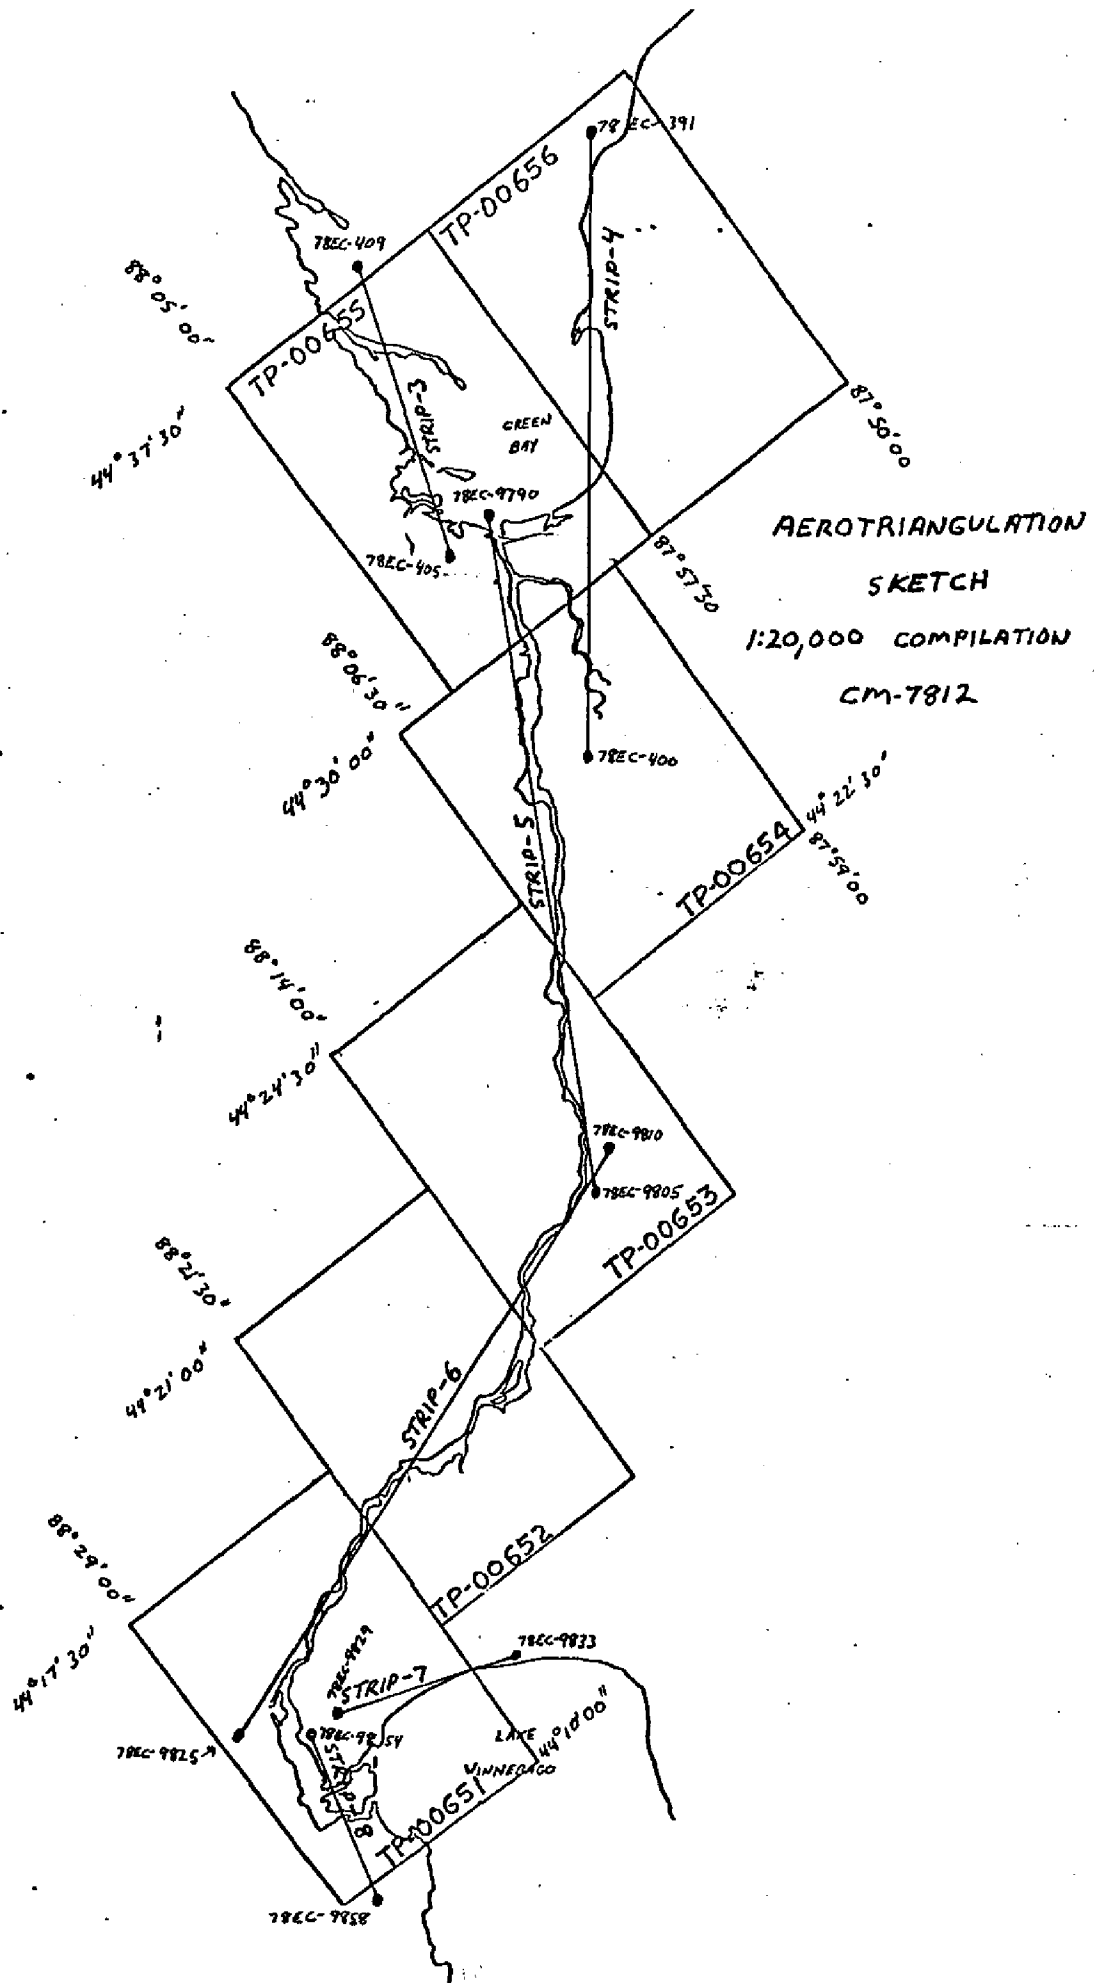 78EC-391
TP-00656
78EC-409
STRIP-4
88° 05' 00"
TP-00655
STRIP-3
GREEN
BAY
87° 50' 00
44° 37' 30"
78EC-9790
AEROTRIANGULATION
SKETCH
1:20,000 COMPILATION
CM-7812
78EC-405
87° 57' 30
88° 06' 30"
44° 30' 00"
78EC-400
44° 22' 30"
87° 59' 00
STRIP-5
TP-00654
88° 14' 00"
44° 24' 30"
78EC-9810
78EC-9805
TP-00653
88° 21' 30"
49° 21' 00"
STRIP-6
88° 29' 00"
TP-00652
44° 17' 30"
78EC-9829
78EC-9833
STRIP-7
78EC-9825
78EC-9854
LAKE
WINNEBAGO
44° 10' 00"
STRIP-8
TP-00651
78EC-9858